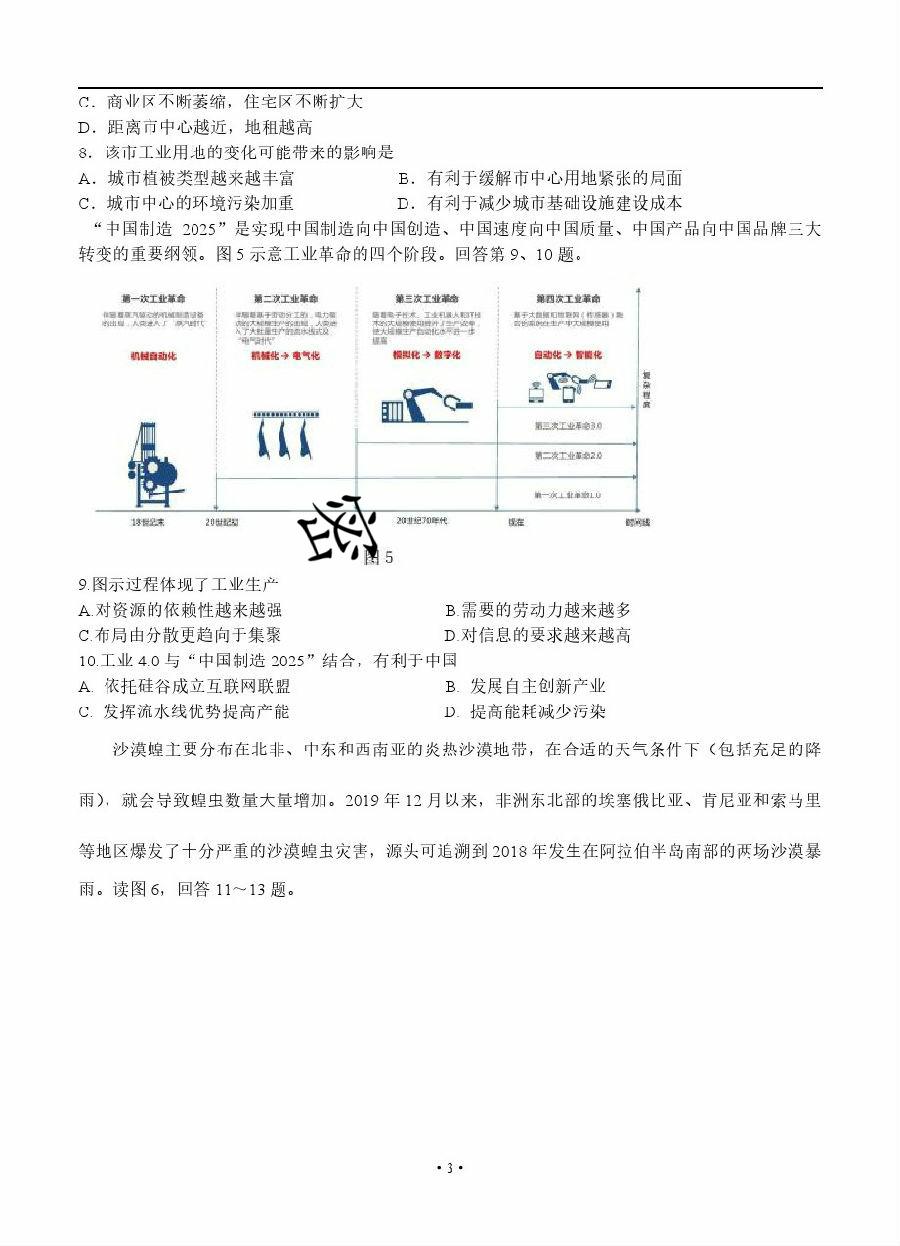 C．商业区不断萎缩，住宅区不断扩大
D．距离市中心越近，地租越高
8．该市工业用地的变化可能带来的影响是
A．城市植被类型越来越丰富 B．有利于缓解市中心用地紧张的局面
C．城市中心的环境污染加重 D．有利于减少城市基础设施建设成本
“中国制造 2025”是实现中国制造向中国创造、中国速度向中国质量、中国产品向中国品牌三大
转变的重要纲领。图 5 示意工业革命的四个阶段。回答第 9、10 题。
第一次工业革命 第二次工业革命 第三次工业革命 第四次工业革命
机械自动化 机械化→电气化 模拟化→数字化 自动化→智能化
复杂程度
第三次工业革命3.0
第二次工业革命2.0
第一次工业革命1.0
18世纪末 20世纪初 20世纪70年代 现在 时间线
密
图 5
9.图示过程体现了工业生产
A.对资源的依赖性越来越强 B.需要的劳动力越来越多
C.布局由分散更趋向于集聚 D.对信息的要求越来越高
10.工业 4.0 与“中国制造 2025”结合，有利于中国
A. 依托硅谷成立互联网联盟 B. 发展自主创新产业
C. 发挥流水线优势提高产能 D. 提高能耗减少污染
沙漠蝗主要分布在北非、中东和西南亚的炎热沙漠地带，在合适的天气条件下（包括充足的降
雨），就会导致蝗虫数量大量增加。2019 年 12 月以来，非洲东北部的埃塞俄比亚、肯尼亚和索马里
等地区爆发了十分严重的沙漠蝗虫灾害，源头可追溯到 2018 年发生在阿拉伯半岛南部的两场沙漠暴
雨。读图 6，回答 11～13 题。
• 3 •